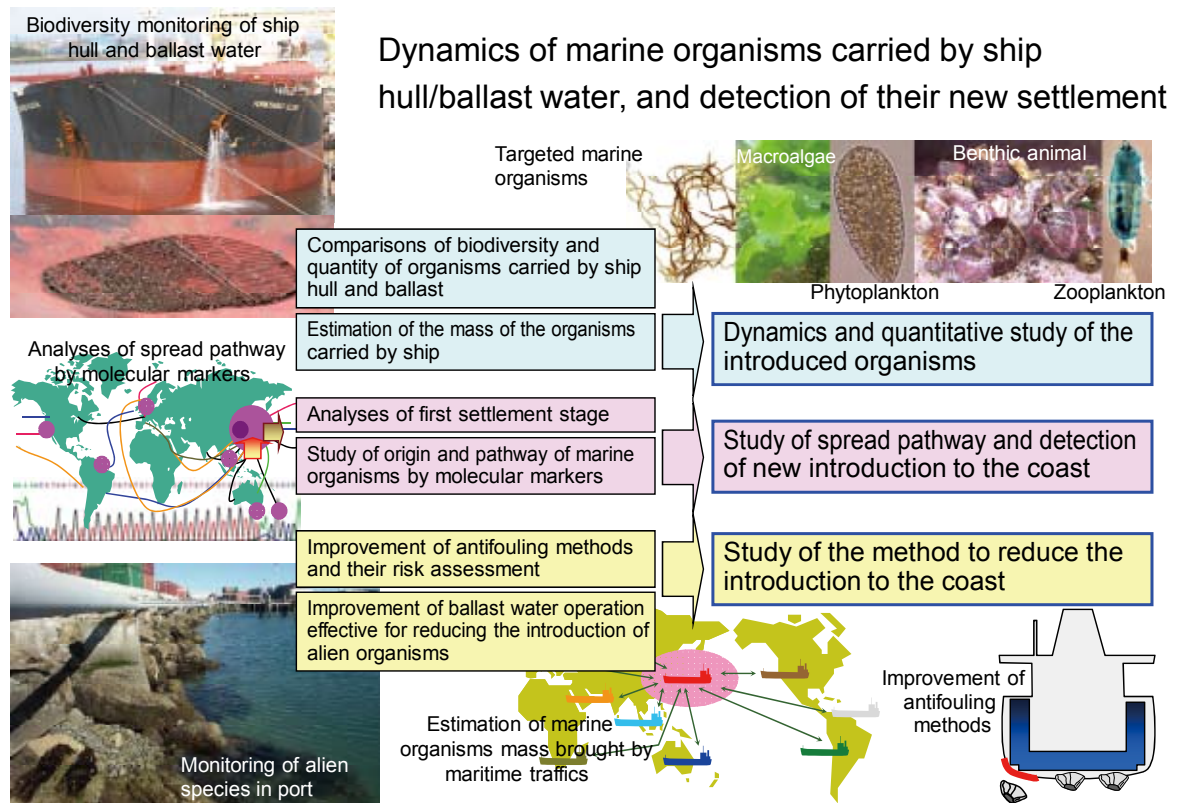 Biodiversity monitoring of ship
hull and ballast water
Dynamics of marine organisms carried by ship
hull/ballast water, and detection of their new settlement
Targeted marine
organisms
Macroalgae
Benthic animal
Phytoplankton
Zooplankton
Comparisons of biodiversity and
quantity of organisms carried by ship
hull and ballast
Estimation of the mass of the organisms
carried by ship
Dynamics and quantitative study of the
introduced organisms
Analyses of spread pathway
by molecular markers
Analyses of first settlement stage
Study of origin and pathway of marine
organisms by molecular markers
Study of spread pathway and detection
of new introduction to the coast
Improvement of antifouling methods
and their risk assessment
Improvement of ballast water operation
effective for reducing the introduction of
alien organisms
Study of the method to reduce the
introduction to the coast
Monitoring of alien
species in port
Estimation of marine
organisms mass brought by
maritime traffics
Improvement of
antifouling
methods